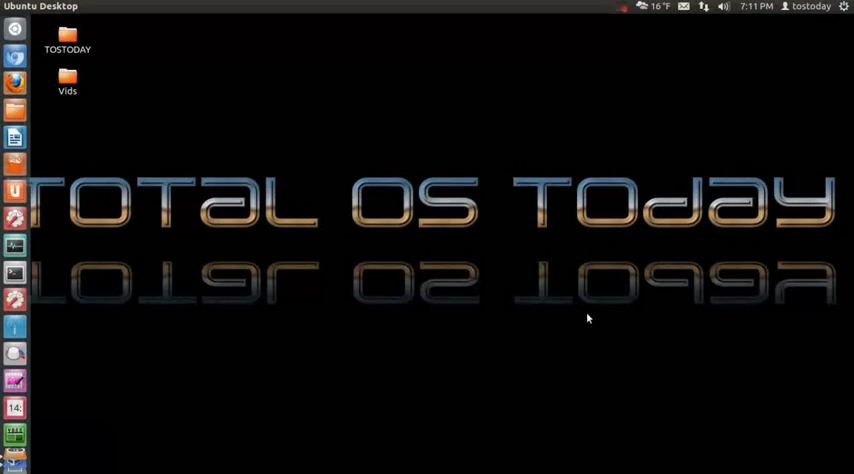 Ubuntu Desktop
16 °F
7:11 PM
tostoday
TOSTODAY
Vids
TOTAL OS TODAY
14: